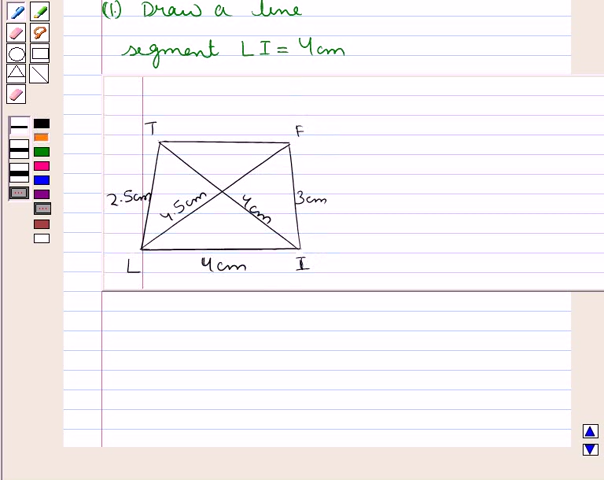 (1.) Draw a line
segment LI = 4cm
T F
2.5cm 4.5cm 4cm 3cm
L 4cm I